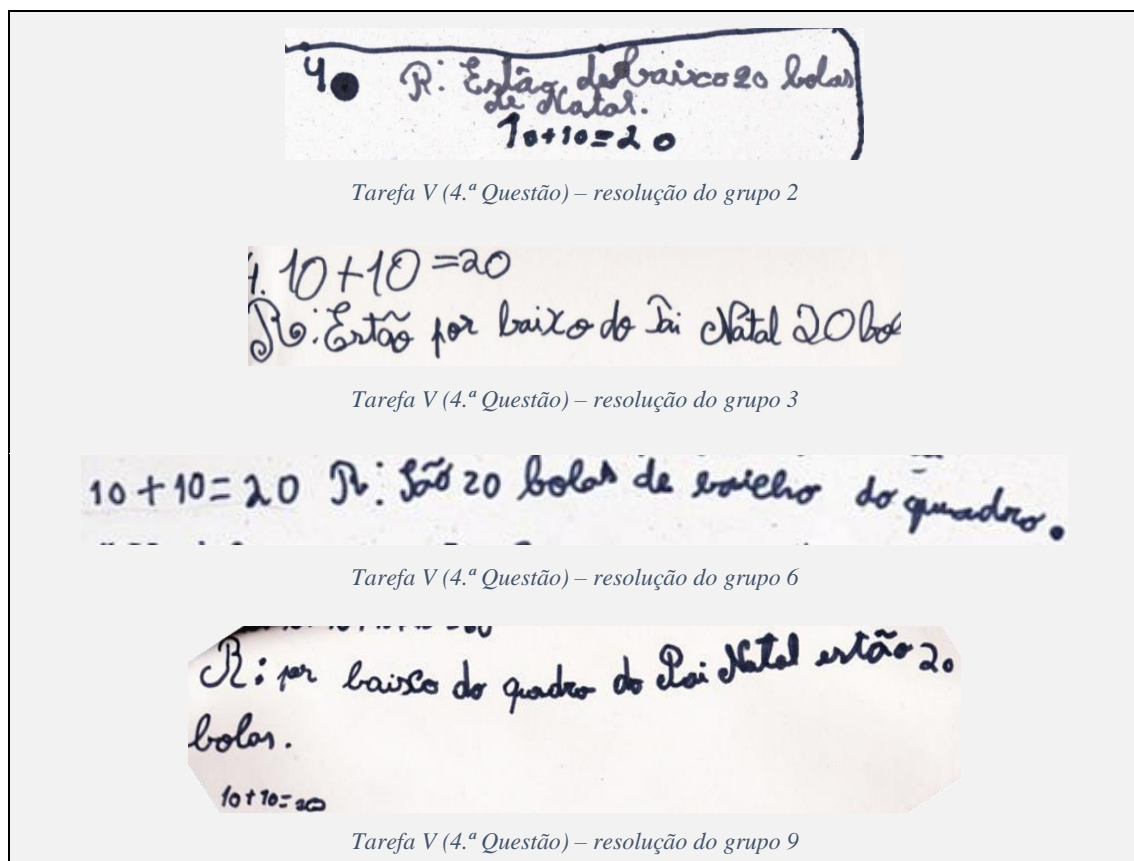 4. R: Estão debaixo 20 bolas
de Natal.
10+10=20
Tarefa V (4.ª Questão) – resolução do grupo 2
4. 10+10=20
R: Estão por baixo do Pai Natal 20 bol
Tarefa V (4.ª Questão) – resolução do grupo 3
10+10=20 R: São 20 bolas de baicho do quadro.
Tarefa V (4.ª Questão) – resolução do grupo 6
R: por baixo do quadro do Pai Natal estão 20
bolas.
10+10=20
Tarefa V (4.ª Questão) – resolução do grupo 9